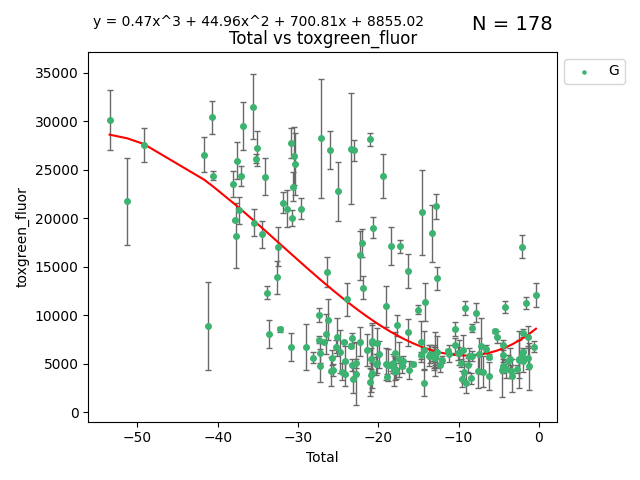 y = 0.47x^3 + 44.96x^2 + 700.81x + 8855.02
N = 178
Total vs toxgreen_fluor
G
toxgreen_fluor
35000
30000
25000
20000
15000
10000
5000
0
−50
−40
−30
−20
−10
0
Total